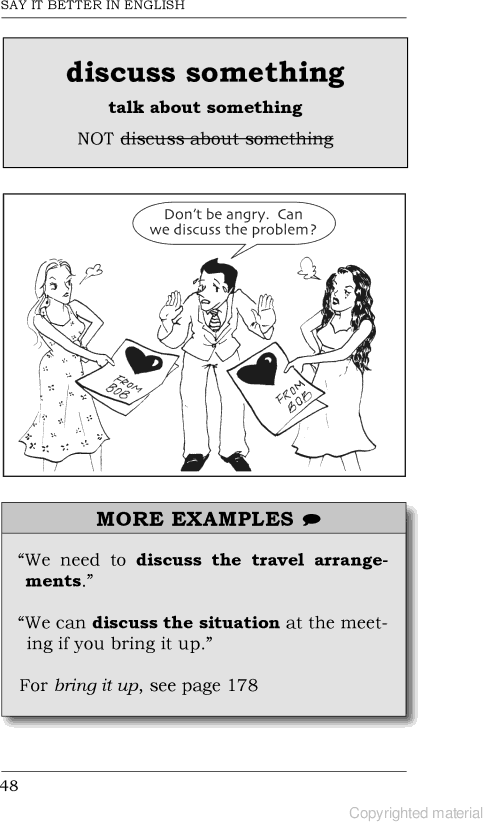 SAY IT BETTER IN ENGLISH
discuss something
talk about something
NOT discuss about something
Don't be angry. Can
we discuss the problem?
FROM
BOB
FROM
BOB
MORE EXAMPLES
“We need to discuss the travel arrange-
ments.”
“We can discuss the situation at the meet-
ing if you bring it up.”
For bring it up, see page 178
48
Copyrighted material